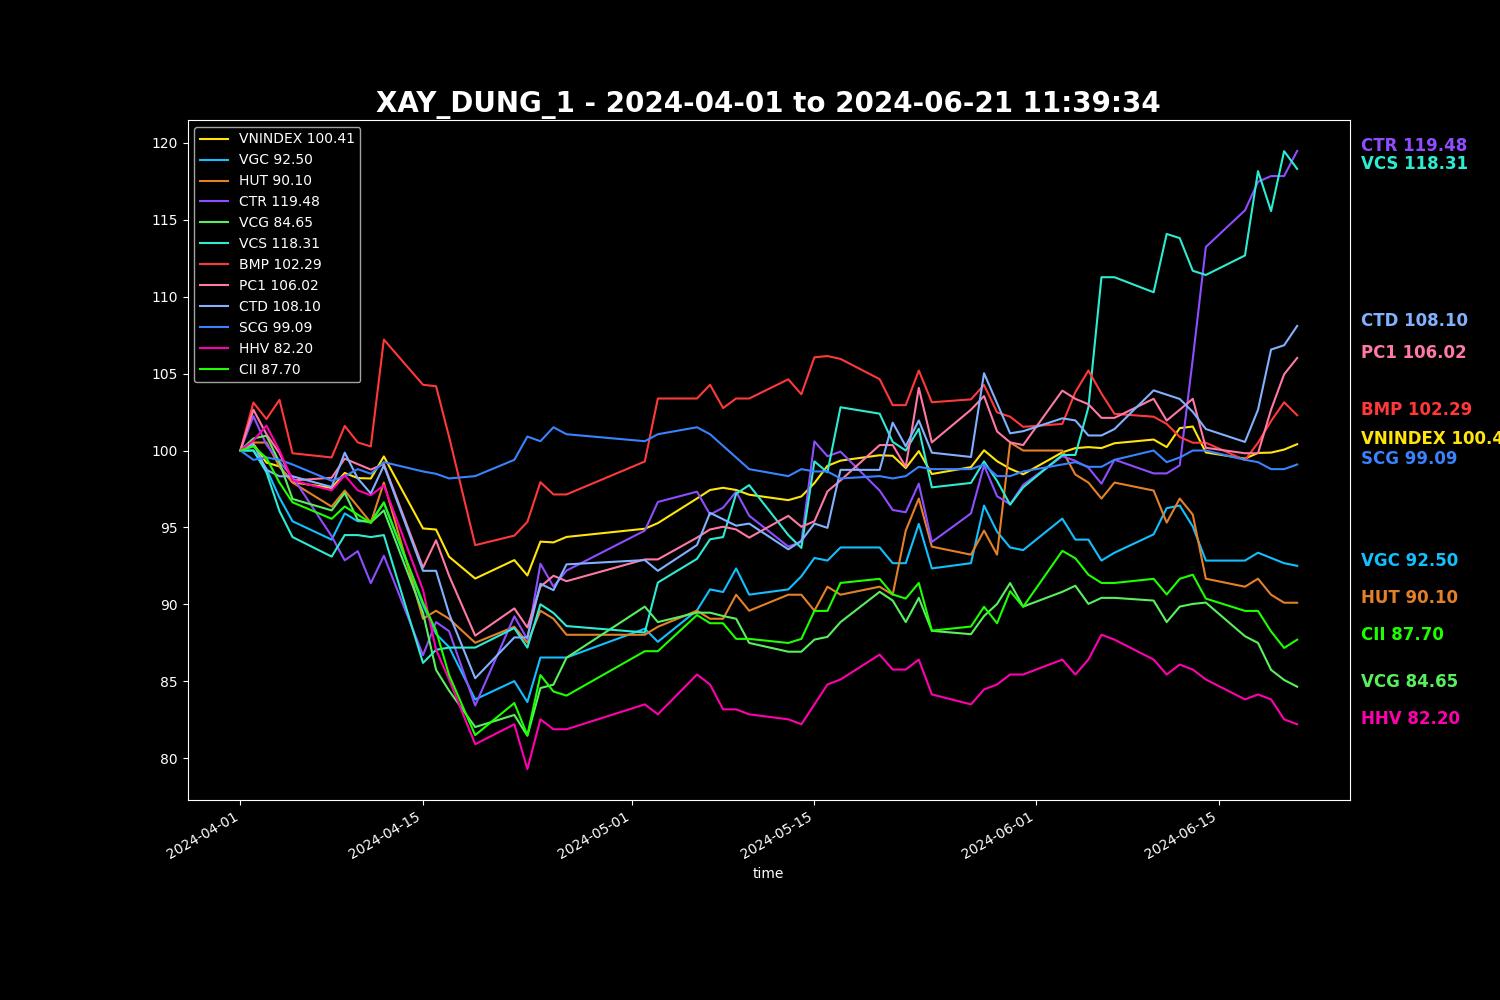 XAY_DUNG_1 - 2024-04-01 to 2024-06-21 11:39:34
VNINDEX 100.41
VGC 92.50
HUT 90.10
CTR 119.48
VCG 84.65
VCS 118.31
BMP 102.29
PC1 106.02
CTD 108.10
SCG 99.09
HHV 82.20
CII 87.70
120
115
110
105
100
95
90
85
80
CTR 119.48
VCS 118.31
CTD 108.10
PC1 106.02
BMP 102.29
VNINDEX 100.4
SCG 99.09
VGC 92.50
HUT 90.10
CII 87.70
VCG 84.65
HHV 82.20
2024-04-01
2024-04-15
2024-05-01
2024-05-15
2024-06-01
2024-06-15
time